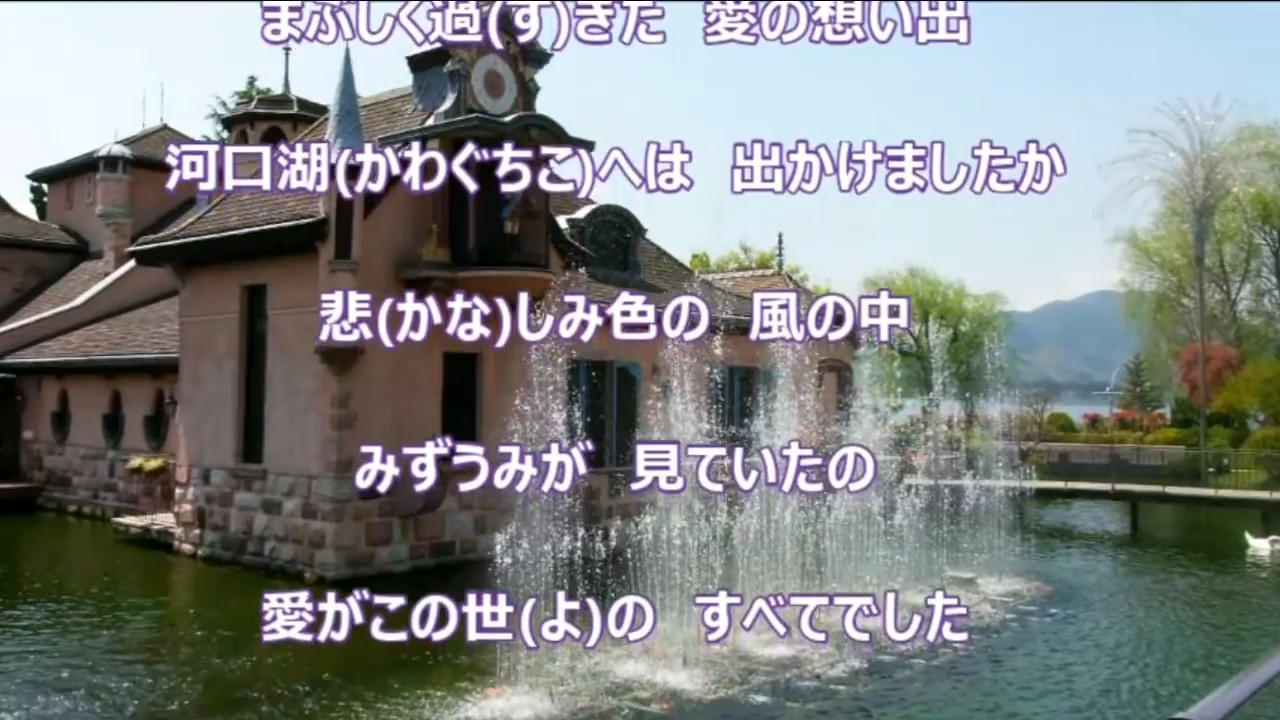 まぶしく過(す)ぎた　愛の想い出
河口湖(かわぐちこ)へは　出かけましたか
悲(かな)しみ色の　風の中
みずうみが　見ていたの
愛がこの世(よ)の　すべてでした